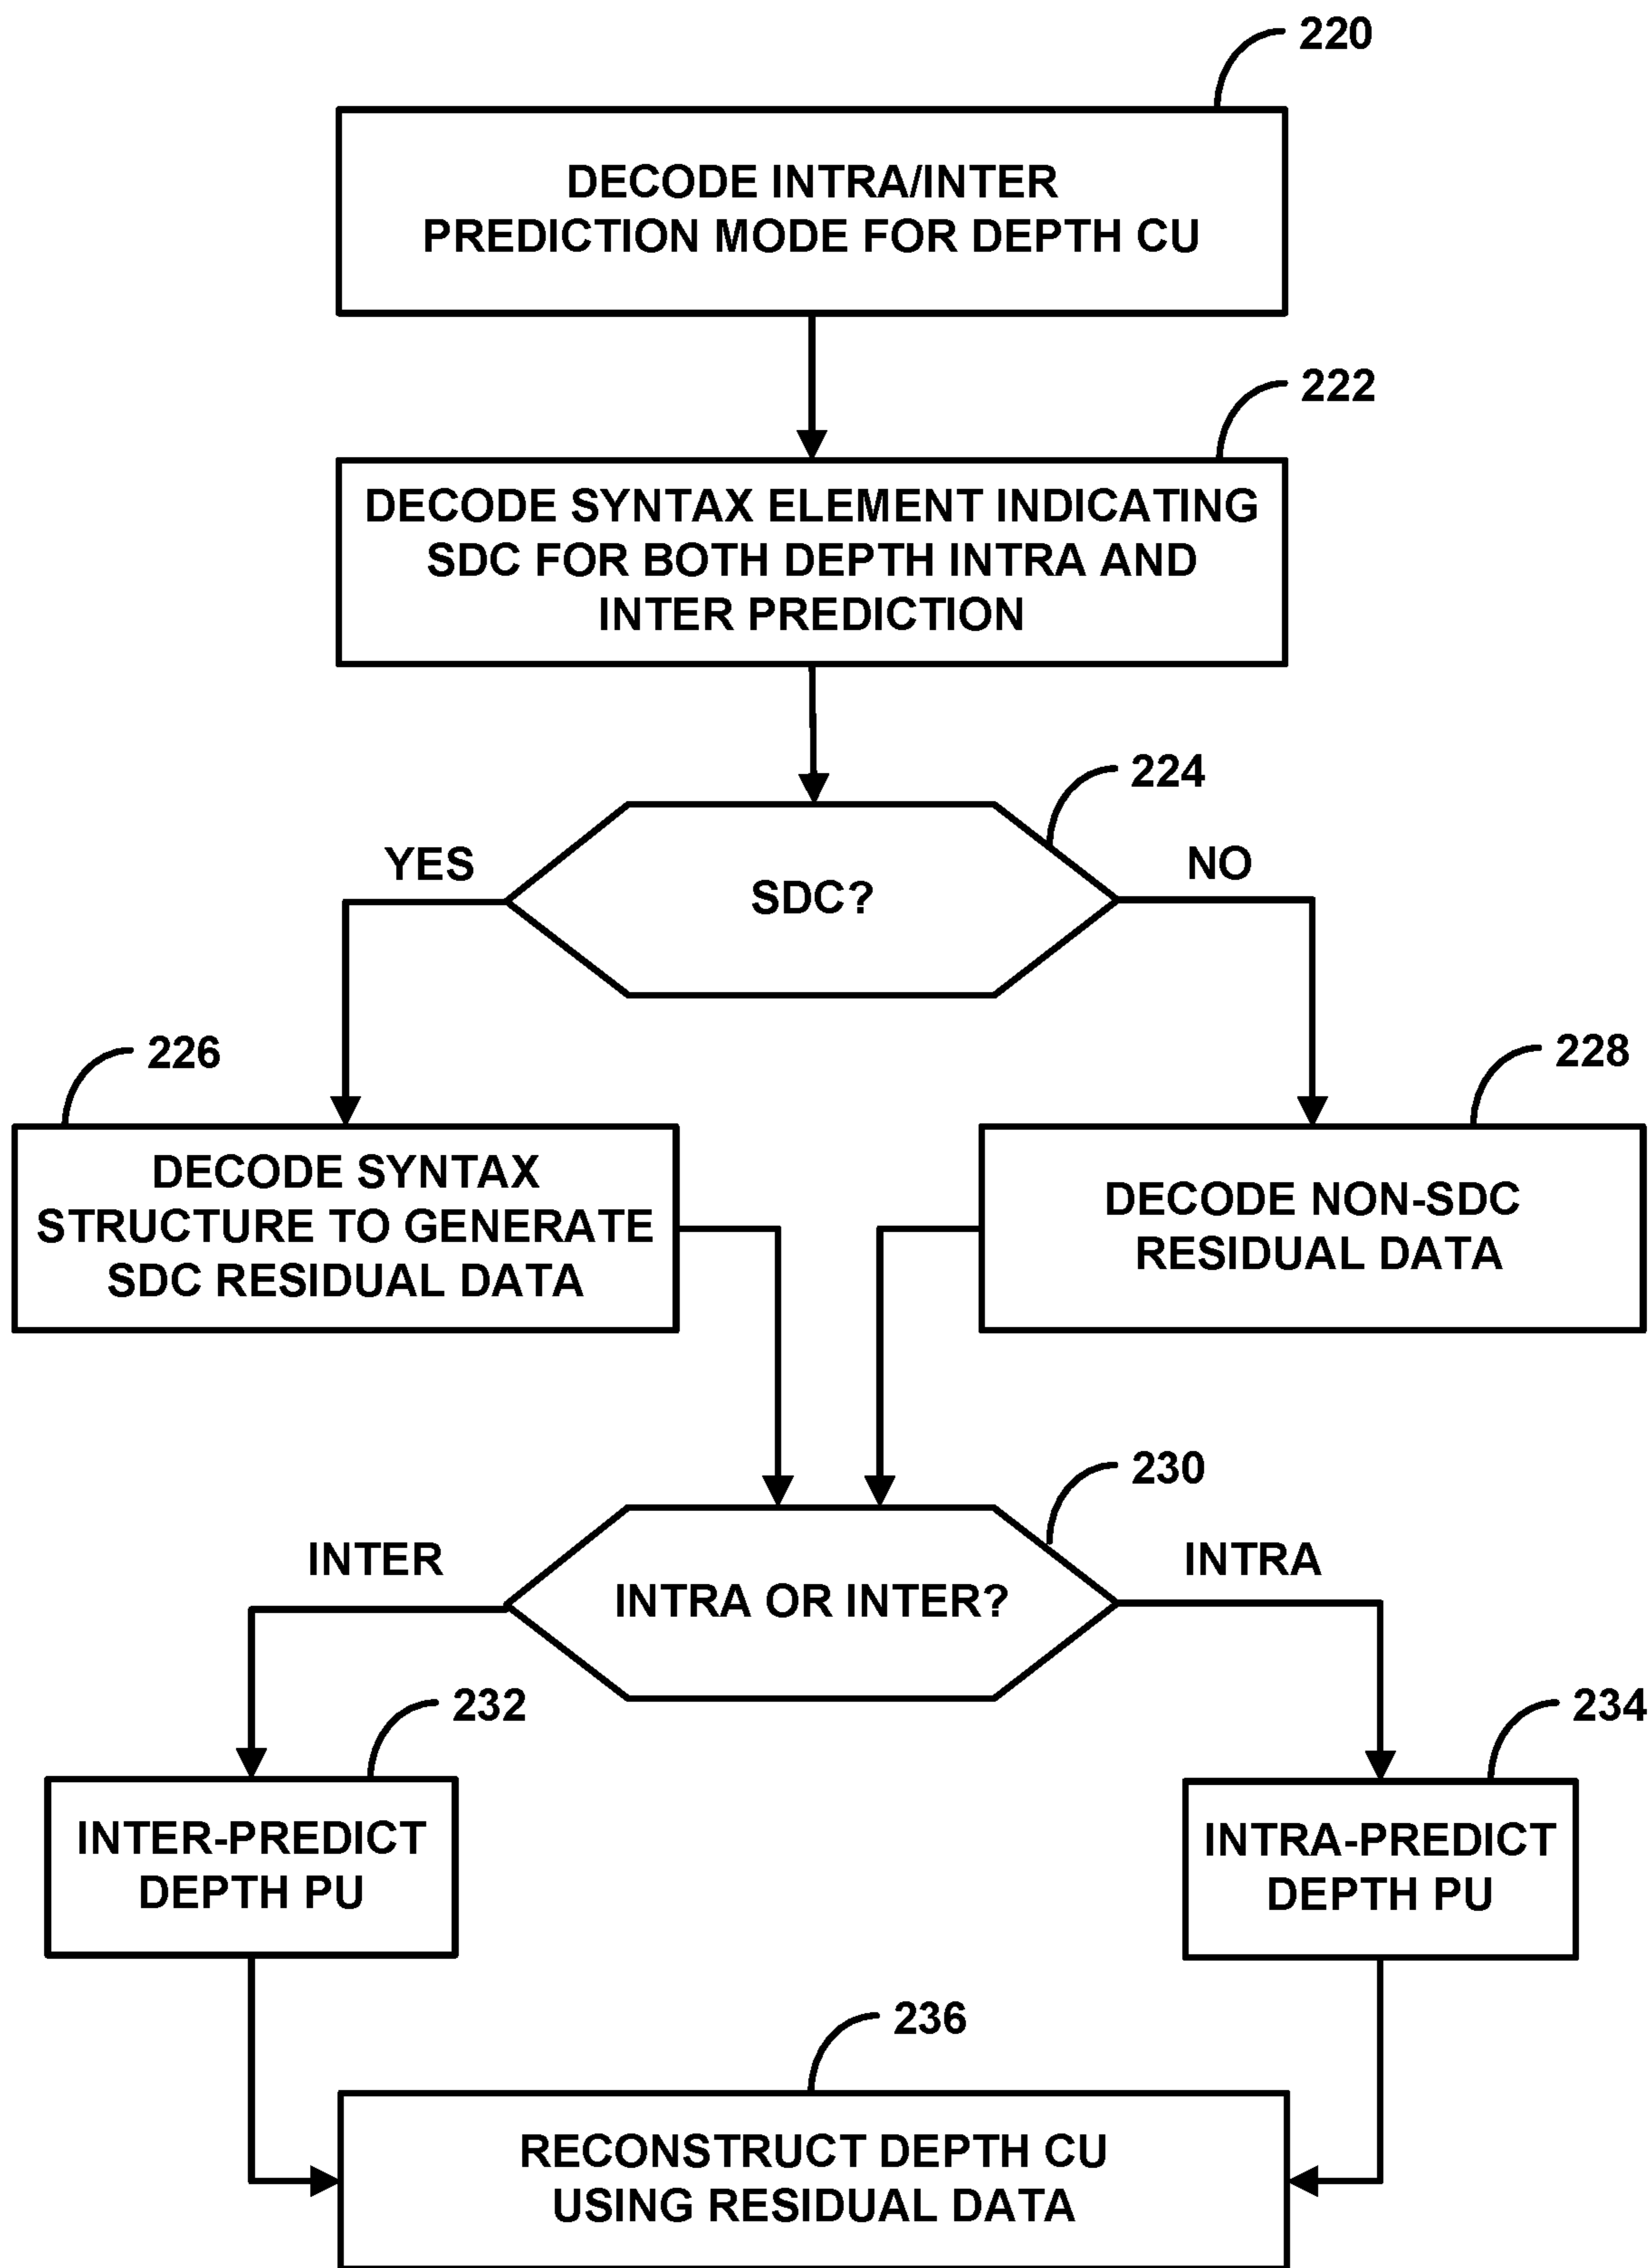 220
DECODE INTRA/INTER
PREDICTION MODE FOR DEPTH CU
222
DECODE SYNTAX ELEMENT INDICATING
SDC FOR BOTH DEPTH INTRA AND
INTER PREDICTION
224
YES
NO
SDC?
226
228
DECODE SYNTAX
STRUCTURE TO GENERATE
SDC RESIDUAL DATA
DECODE NON-SDC
RESIDUAL DATA
230
INTER
INTRA
INTRA OR INTER?
232
234
INTER-PREDICT
DEPTH PU
INTRA-PREDICT
DEPTH PU
236
RECONSTRUCT DEPTH CU
USING RESIDUAL DATA